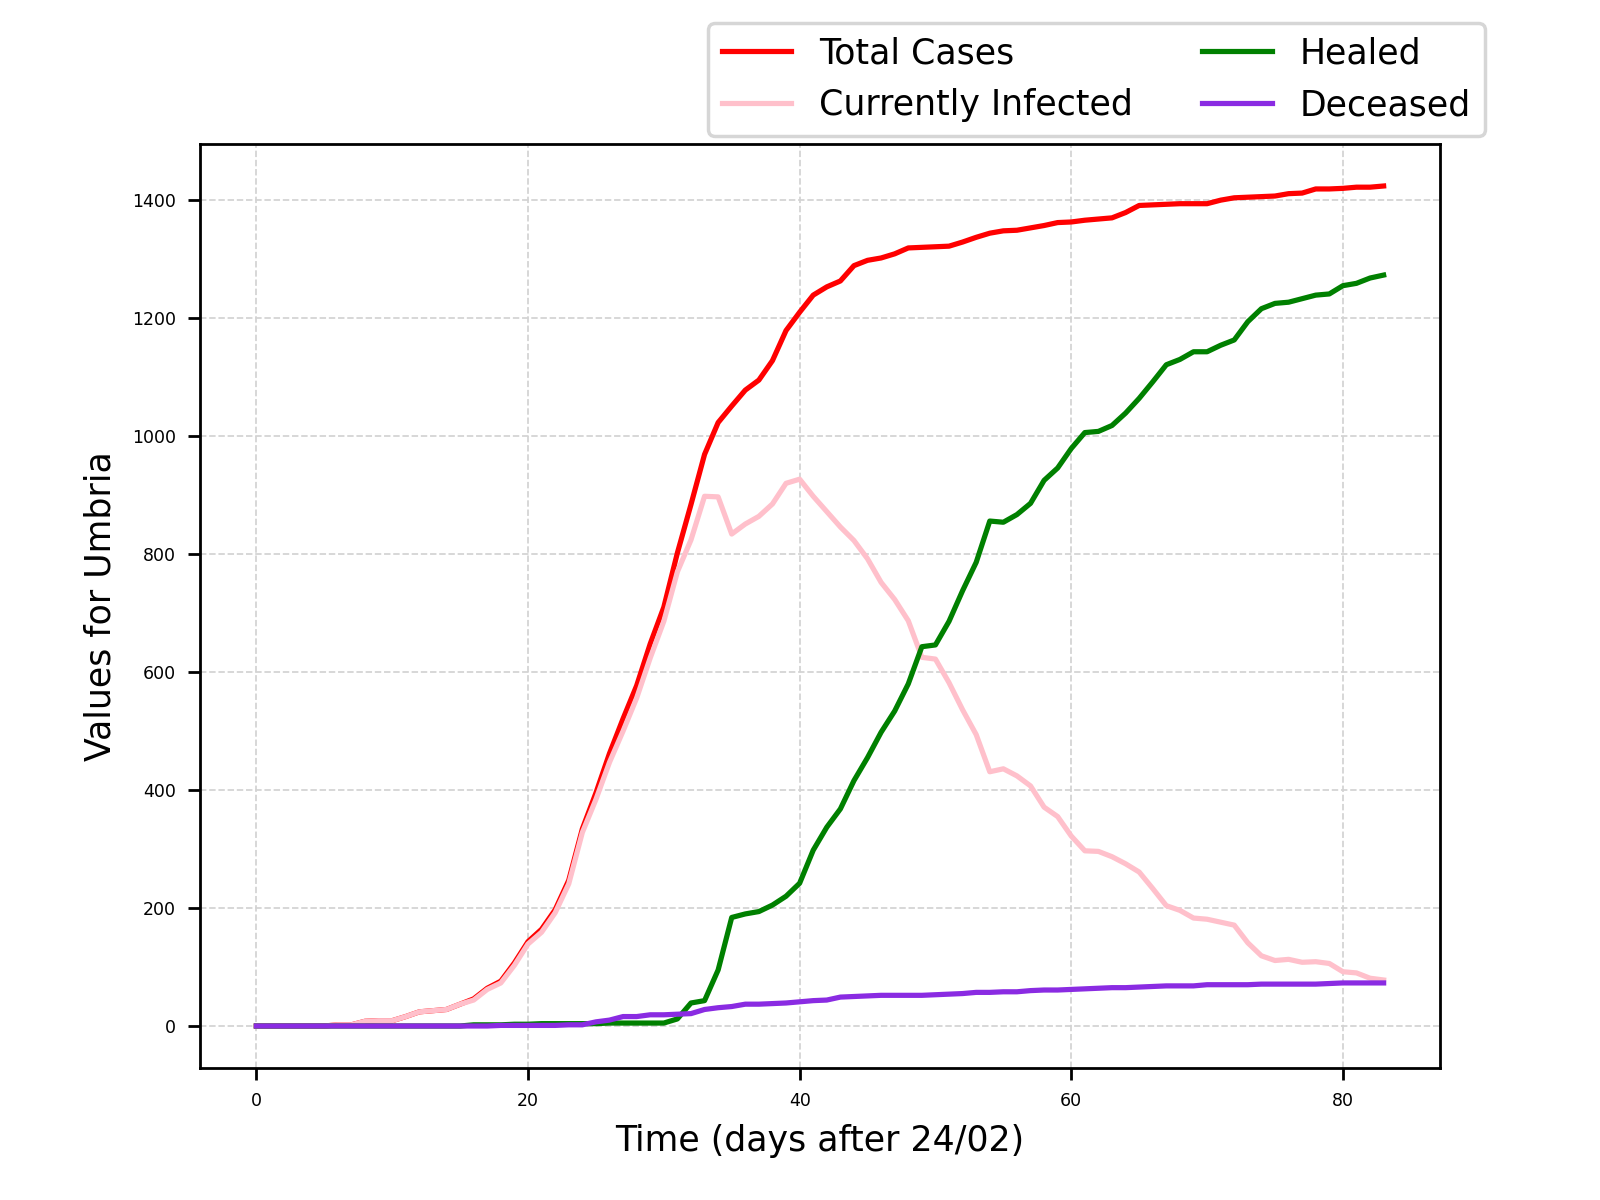 Total Cases
Currently Infected
Healed
Deceased
Values for Umbria
1400
1200
1000
800
600
400
200
0
0 20 40 60 80
Time (days after 24/02)